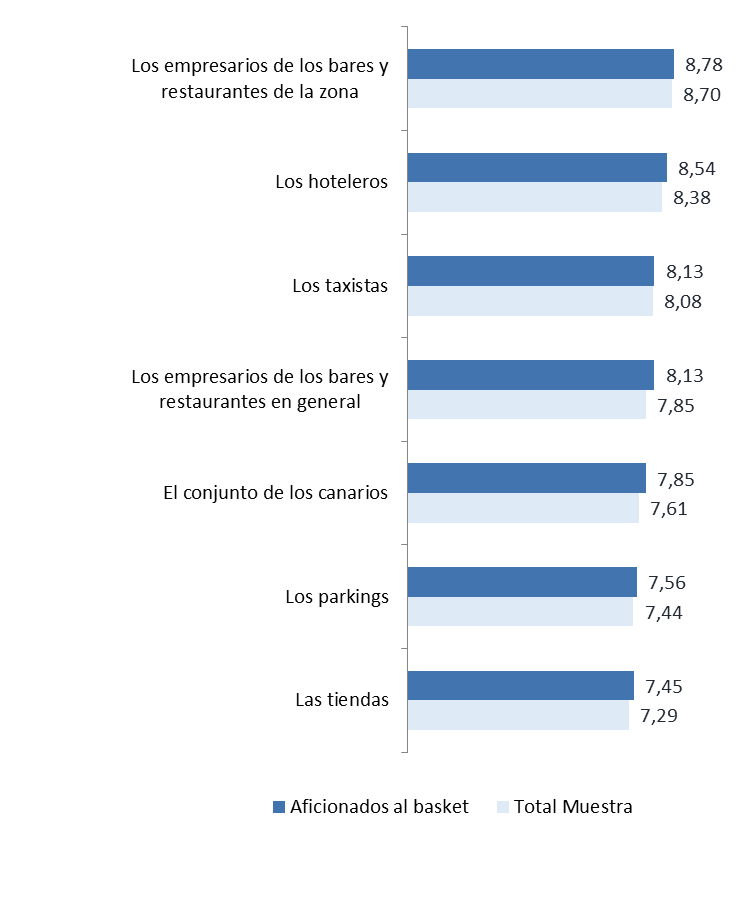 Los empresarios de los bares y
restaurantes de la zona
8,78
8,70
Los hoteleros
8,54
8,38
Los taxistas
8,13
8,08
Los empresarios de los bares y
restaurantes en general
8,13
7,85
El conjunto de los canarios
7,85
7,61
Los parkings
7,56
7,44
Las tiendas
7,45
7,29
Aficionados al basket
Total Muestra